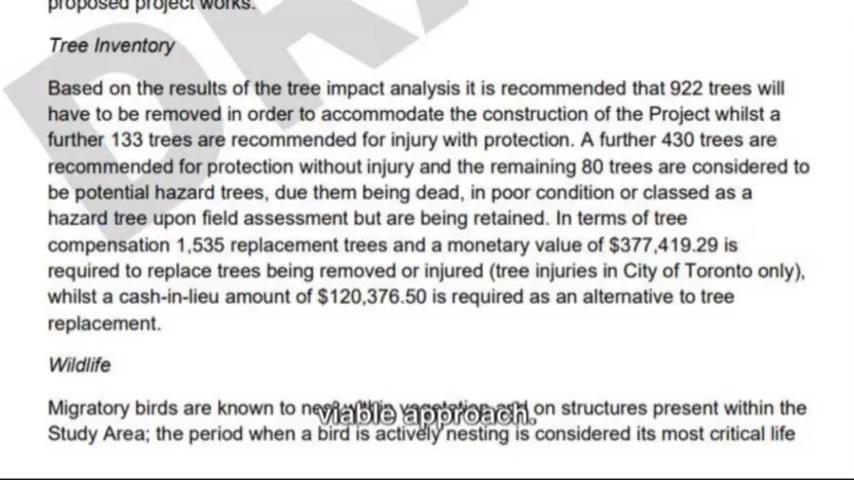 proposed project works.
Tree Inventory
Based on the results of the tree impact analysis it is recommended that 922 trees will
have to be removed in order to accommodate the construction of the Project whilst a
further 133 trees are recommended for injury with protection. A further 430 trees are
recommended for protection without injury and the remaining 80 trees are considered to
be potential hazard trees, due them being dead, in poor condition or classed as a
hazard tree upon field assessment but are being retained. In terms of tree
compensation 1,535 replacement trees and a monetary value of $377,419.29 is
required to replace trees being removed or injured (tree injuries in City of Toronto only),
whilst a cash-in-lieu amount of $120,376.50 is required as an alternative to tree
replacement.
Wildlife
Migratory birds are known to on structures present within the
viable approach.
Study Area; the period when a bird is actively nesting is considered its most critical life